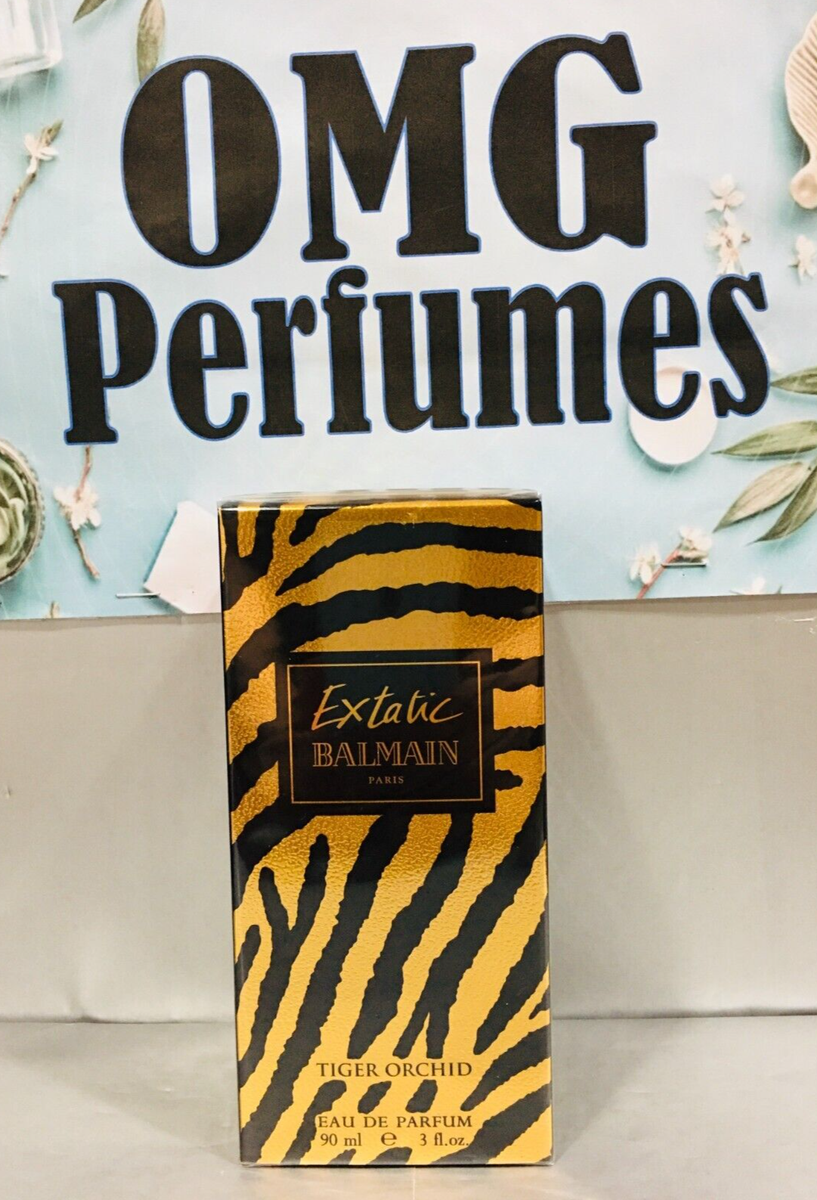 OMG
Perfumes
Extatic
BALMAIN
PARIS
TIGER ORCHID
EAU DE PARFUM
90 ml ℮ 3 fl.oz.